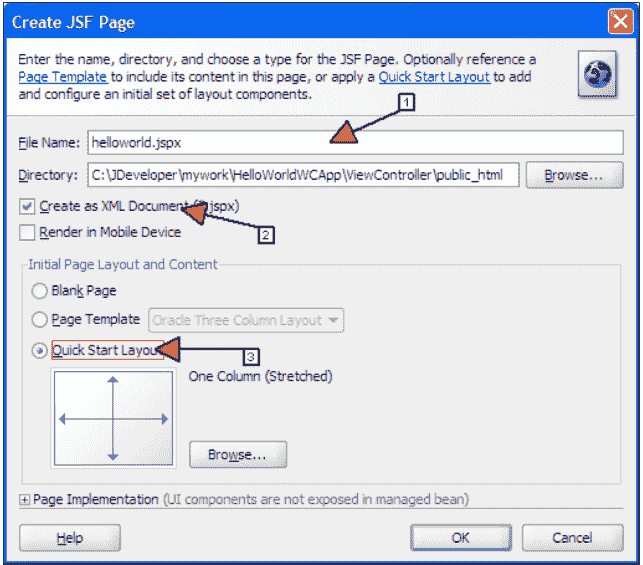 Create JSF Page
Enter the name, directory, and choose a type for the JSF Page. Optionally reference a
Page Template to include its content in this page, or apply a Quick Start Layout to add
and configure an initial set of layout components.
1
File Name: helloworld.jspx
Directory: C:\JDeveloper\mywork\HelloWorldWCApp\ViewController\public_html Browse...
Create as XML Document jspx)
2
Render in Mobile Device
Initial Page Layout and Content
Blank Page
Page Template Oracle Three Column Layout
Quick Start Layout
3
One Column (Stretched)
Browse...
Page Implementation (UI components are not exposed in managed bean)
Help OK Cancel